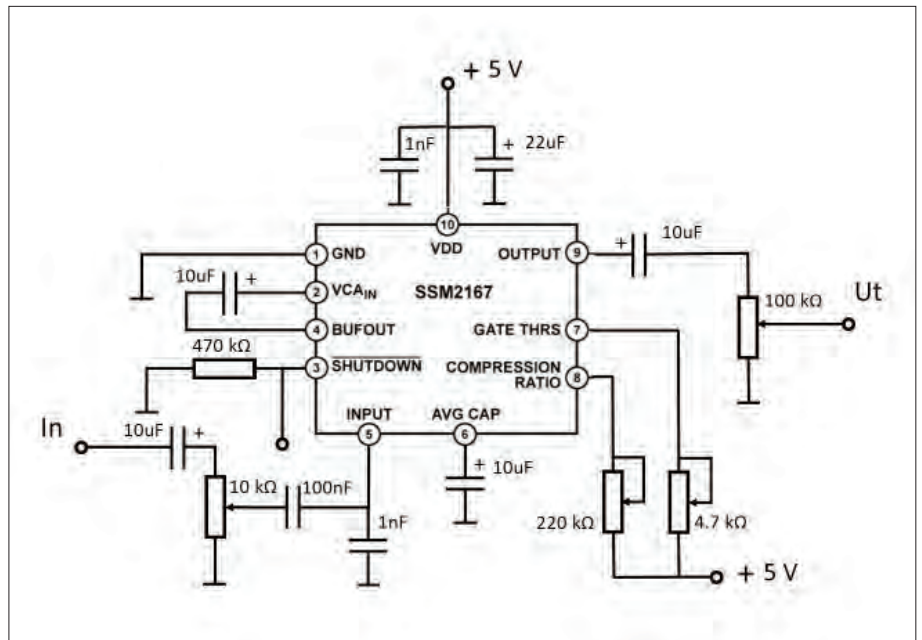 + 5 V
1nF
+ 22uF
10
VDD
1 GND
OUTPUT 9
+ 10uF
10uF +
2 VCAIN
SSM2167
100 kΩ
Ut
4 BUFOUT
GATE THRS 7
470 kΩ
3 SHUTDOWN
COMPRESSION
RATIO
8
INPUT
AVG CAP
5
6
In
10uF +
+ 10uF
10 kΩ
100nF
1nF
220 kΩ
4.7 kΩ
+ 5 V